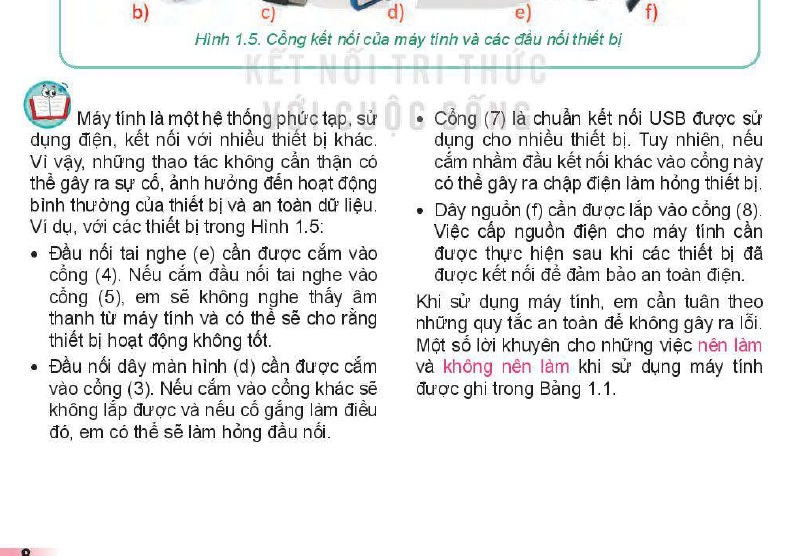 b) c) d) e) f)
Hình 1.5. Cổng kết nối của máy tính và các đầu nối thiết bị
KẾT NỐI TRI THỨC
VỚI CUỘC SỐNG
Máy tính là một hệ thống phức tạp, sử
dụng điện, kết nối với nhiều thiết bị khác.
Vì vậy, những thao tác không cẩn thận có
thể gây ra sự cố, ảnh hưởng đến hoạt động
bình thường của thiết bị và an toàn dữ liệu.
Ví dụ, với các thiết bị trong Hình 1.5:
• Đầu nối tai nghe (e) cần được cắm vào
cổng (4). Nếu cắm đầu nối tai nghe vào
cổng (5), em sẽ không nghe thấy âm
thanh từ máy tính và có thể sẽ cho rằng
thiết bị hoạt động không tốt.
• Đầu nối dây màn hình (d) cần được cắm
vào cổng (3). Nếu cắm vào cổng khác sẽ
không lắp được và nếu cố gắng làm điều
đó, em có thể sẽ làm hỏng đầu nối.
• Cổng (7) là chuẩn kết nối USB được sử
dụng cho nhiều thiết bị. Tuy nhiên, nếu
cắm nhầm đầu kết nối khác vào cổng này
có thể gây ra chập điện làm hỏng thiết bị.
• Dây nguồn (f) cần được lắp vào cổng (8).
Việc cấp nguồn điện cho máy tính cần
được thực hiện sau khi các thiết bị đã
được kết nối để đảm bảo an toàn điện.
Khi sử dụng máy tính, em cần tuân theo
những quy tắc an toàn để không gây ra lỗi.
Một số lời khuyên cho những việc nên làm
và không nên làm khi sử dụng máy tính
được ghi trong Bảng 1.1.